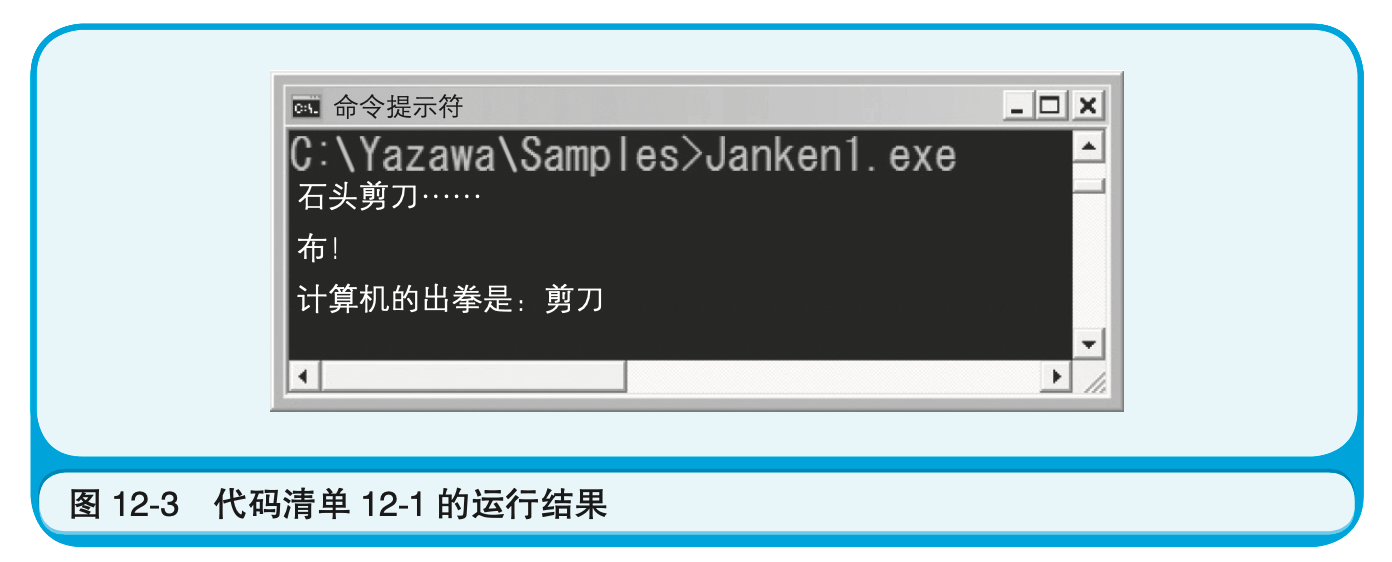 命令提示符
C:\Yazawa\Samples>Janken1.exe
石头剪刀……
布!
计算机的出拳是：剪刀
图 12-3　代码清单 12-1 的运行结果